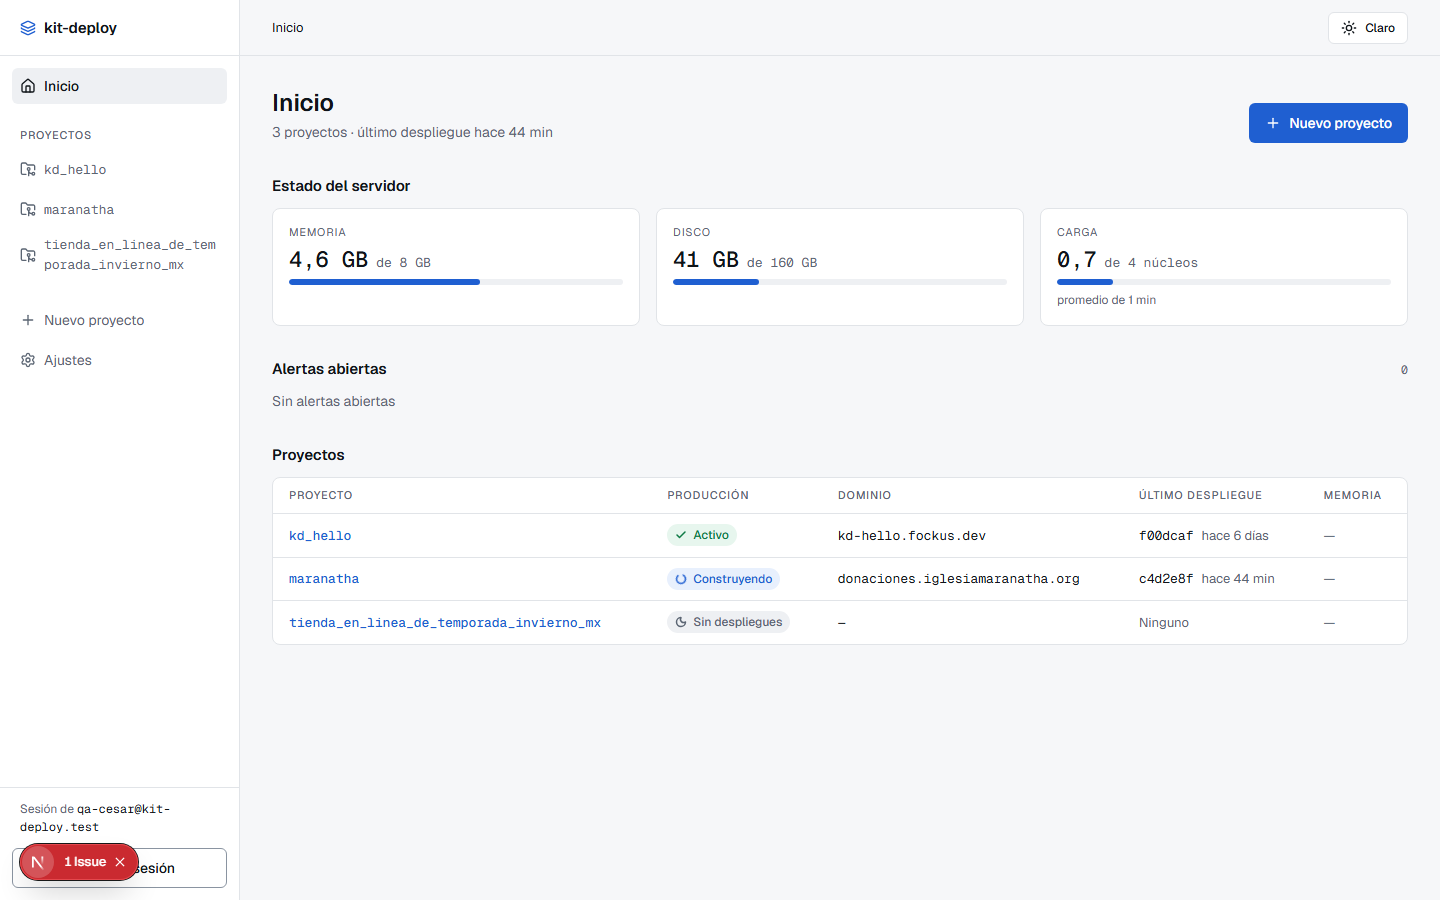 kit-deploy
Inicio
Claro
Inicio
PROYECTOS
kd_hello
maranatha
tienda_en_linea_de_tem
porada_invierno_mx
Nuevo proyecto
Ajustes
Sesión de qa-cesar@kit-
deploy.test
1 Issue
sesión
Inicio
3 proyectos · último despliegue hace 44 min
Nuevo proyecto
Estado del servidor
MEMORIA
4,6 GB de 8 GB
DISCO
41 GB de 160 GB
CARGA
0,7 de 4 núcleos
promedio de 1 min
Alertas abiertas
0
Sin alertas abiertas
Proyectos
PROYECTO PRODUCCIÓN DOMINIO ÚLTIMO DESPLIEGUE MEMORIA
kd_hello Activo kd-hello.fockus.dev f00dcaf hace 6 días —
maranatha Construyendo donaciones.iglesiamaranatha.org c4d2e8f hace 44 min —
tienda_en_linea_de_temporada_invierno_mx Sin despliegues — Ninguno —